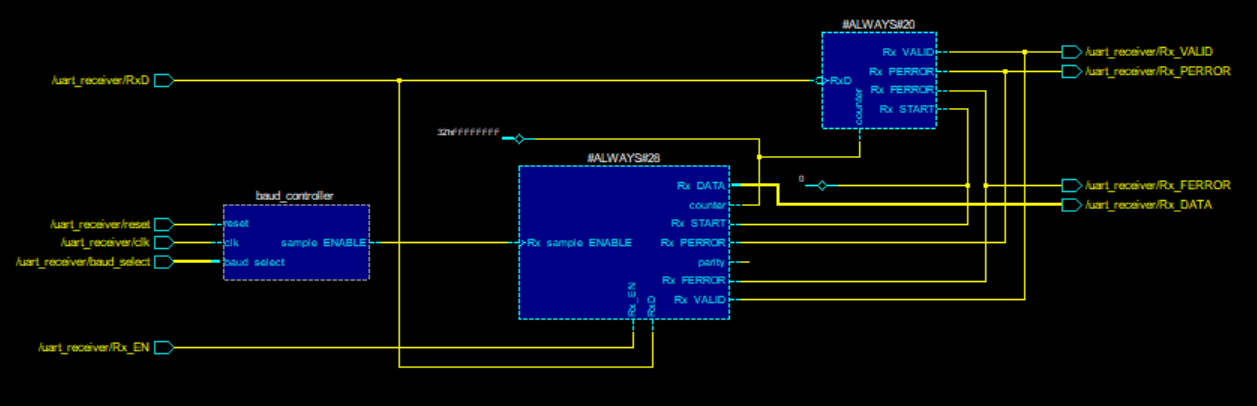 #ALWAYS#20
/uart_receiver/RxD
RxD
counter
Rx VALID
Rx PERROR
Rx FERROR
Rx START
/uart_receiver/Rx_VALID
/uart_receiver/Rx_PERROR
32'hFFFFFFFF
#ALWAYS#28
Rx DATA
counter
Rx START
Rx PERROR
parity
Rx FERROR
Rx VALID
Rx sample ENABLE
Rx_EN
RxD
0
/uart_receiver/Rx_FERROR
/uart_receiver/Rx_DATA
baud_controller
/uart_receiver/reset
reset
/uart_receiver/clk
clk
sample ENABLE
/uart_receiver/baud_select
baud select
/uart_receiver/Rx_EN